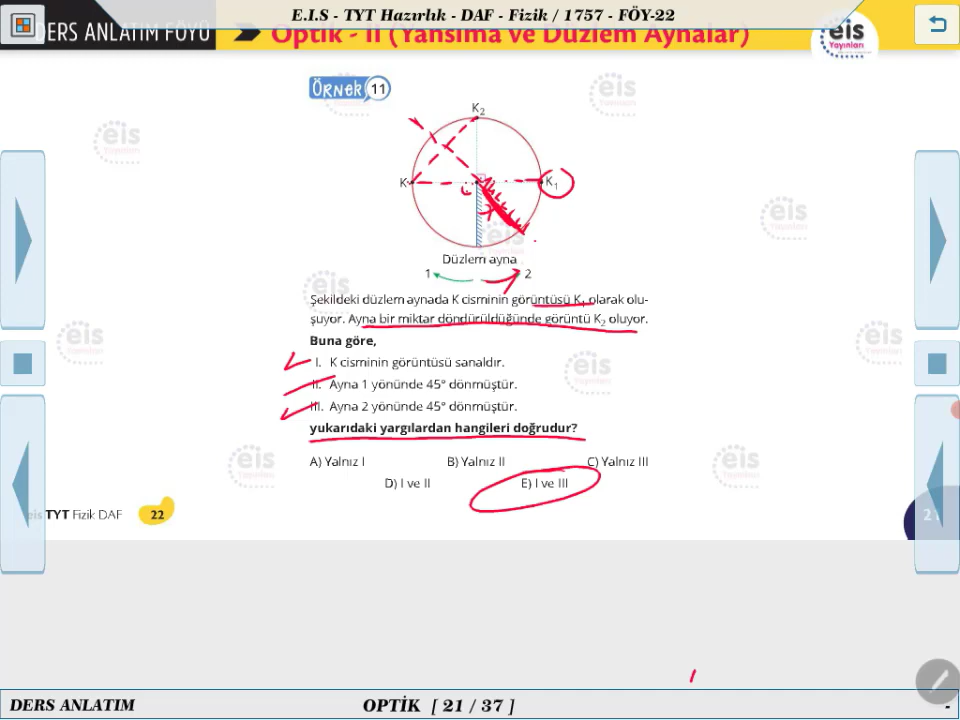 E.I.S - TYT Hazırlık - DAF - Fizik / 1757 - FÖY-22
DERS ANLATIM FÖYÜ
Optik - II (Yansıma ve Düzlem Aynalar)
eis
Yayınları
ÖRNEK 11
K2
K
K1
Düzlem ayna
1 2
Şekildeki düzlem aynada K cisminin görüntüsü K1 olarak olu-
şuyor. Ayna bir miktar döndürüldüğünde görüntü K2 oluyor.
Buna göre,
I. K cisminin görüntüsü sanaldır.
II. Ayna 1 yönünde 45° dönmüştür.
III. Ayna 2 yönünde 45° dönmüştür.
yukarıdaki yargılardan hangileri doğrudur?
A) Yalnız I B) Yalnız II C) Yalnız III
D) I ve II E) I ve III
eis TYT Fizik DAF 22
DERS ANLATIM
OPTİK [ 21 / 37 ]
-